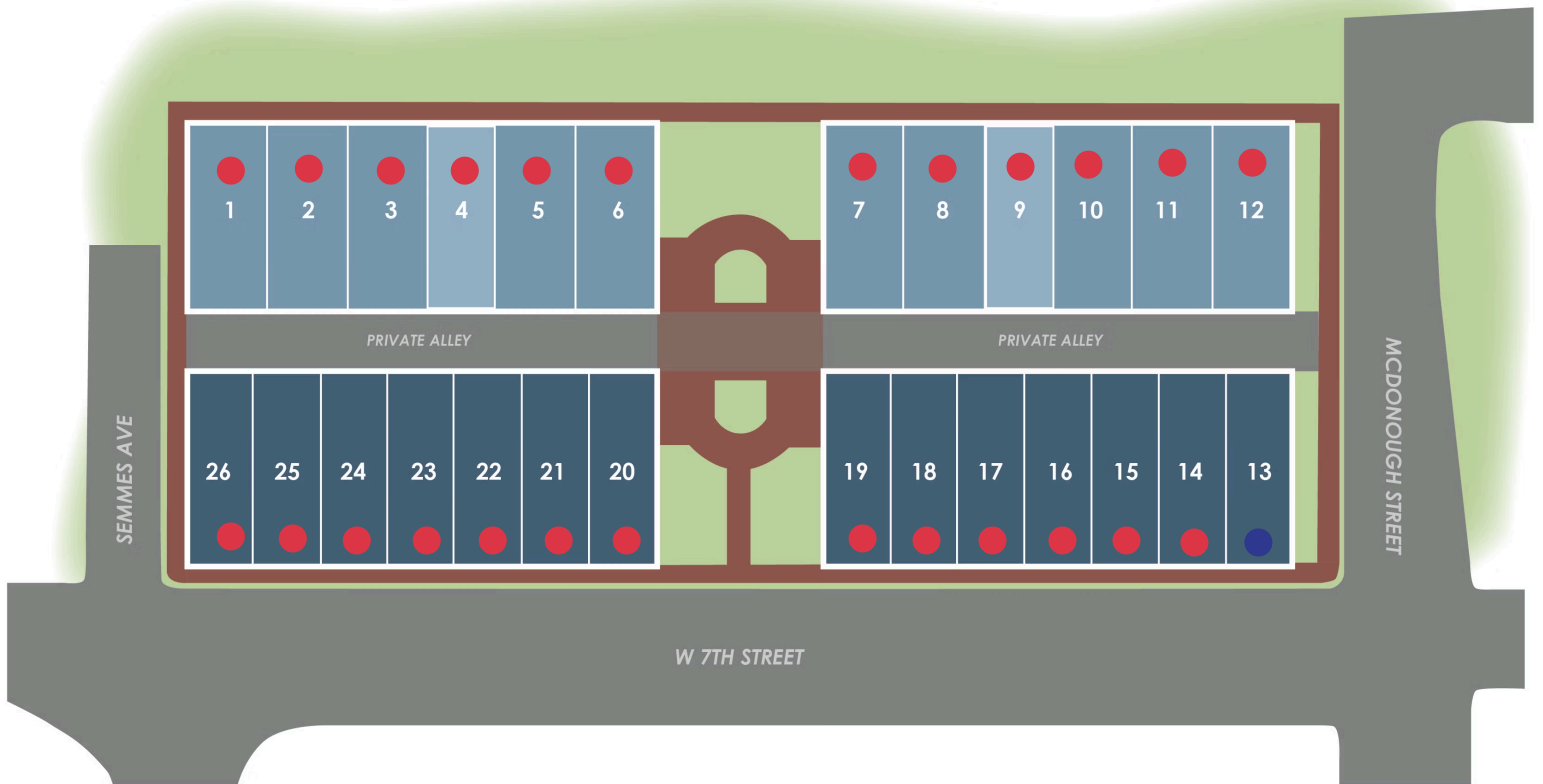 1 2 3 4 5 6 7 8 9 10 11 12
PRIVATE ALLEY PRIVATE ALLEY
SEMMES AVE
MCDONOUGH STREET
26 25 24 23 22 21 20 19 18 17 16 15 14 13
W 7TH STREET